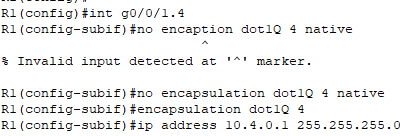 R1(config)#int g0/0/1.4
R1(config-subif)#no encaption dot1Q 4 native
^
% Invalid input detected at '^' marker.
R1(config-subif)#no encapsulation dot1Q 4 native
R1(config-subif)#encapsulation dot1Q 4
R1(config-subif)#ip address 10.4.0.1 255.255.255.0